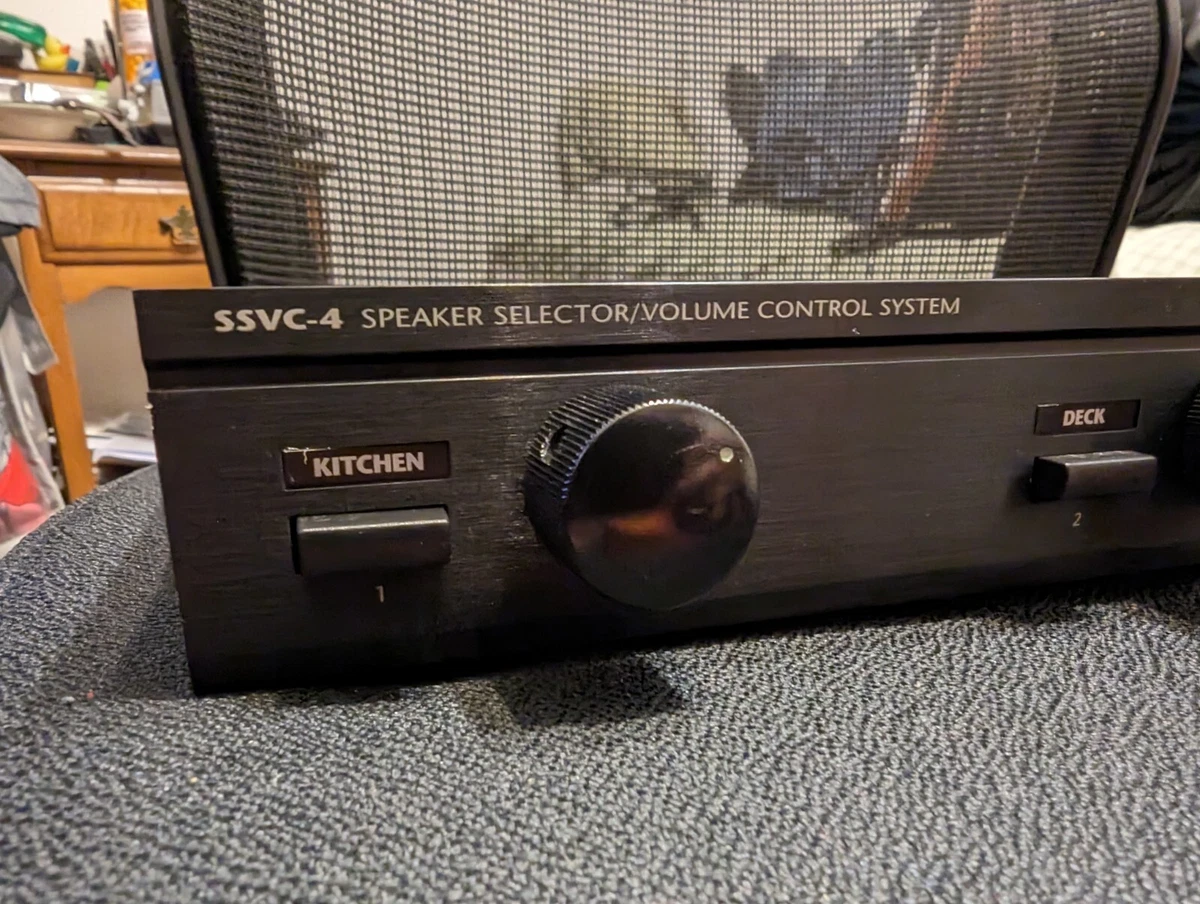 SSVC-4 SPEAKER SELECTOR/VOLUME CONTROL SYSTEM
KITCHEN
DECK
1
2